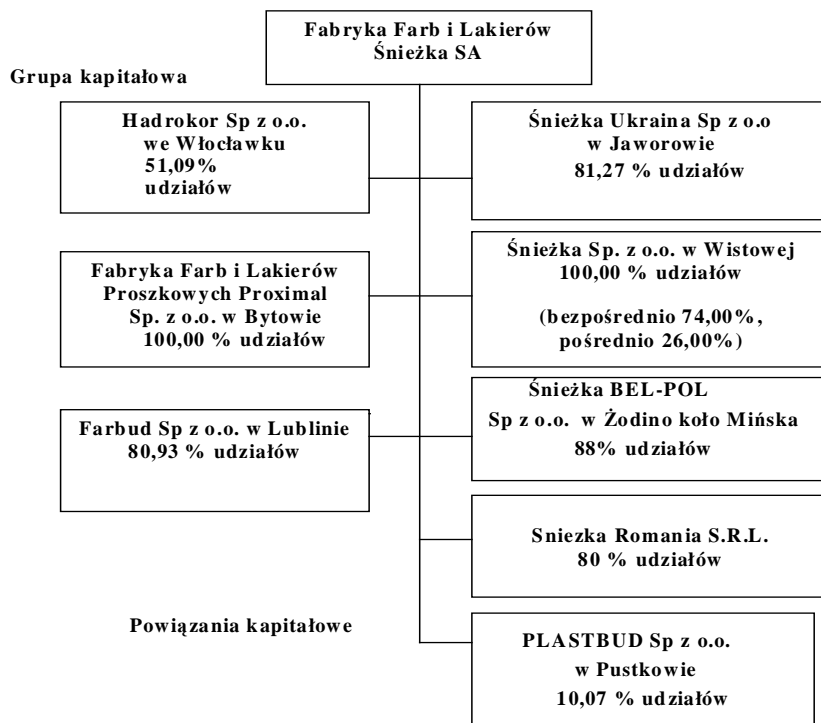 Fabryka Farb i Lakierów
Śnieżka SA
Grupa kapitałowa
Hadrokor Sp z o.o.
we Włocławku
51,09%
udziałów
Śnieżka Ukraina Sp z o.o
w Jaworowie
81,27 % udziałów
Fabryka Farb i Lakierów
Proszkowych Proximal
Sp. z o.o. w Bytowie
100,00 % udziałów
Śnieżka Sp. z o.o. w Wistowej
100,00 % udziałów
(bezpośrednio 74,00%,
pośrednio 26,00%)
Farbud Sp z o.o. w Lublinie
80,93 % udziałów
Śnieżka BEL-POL
Sp z o.o. w Żodino koło Mińska
88% udziałów
Sniezka Romania S.R.L.
80 % udziałów
Powiązania kapitałowe
PLASTBUD Sp z o.o.
w Pustkowie
10,07 % udziałów